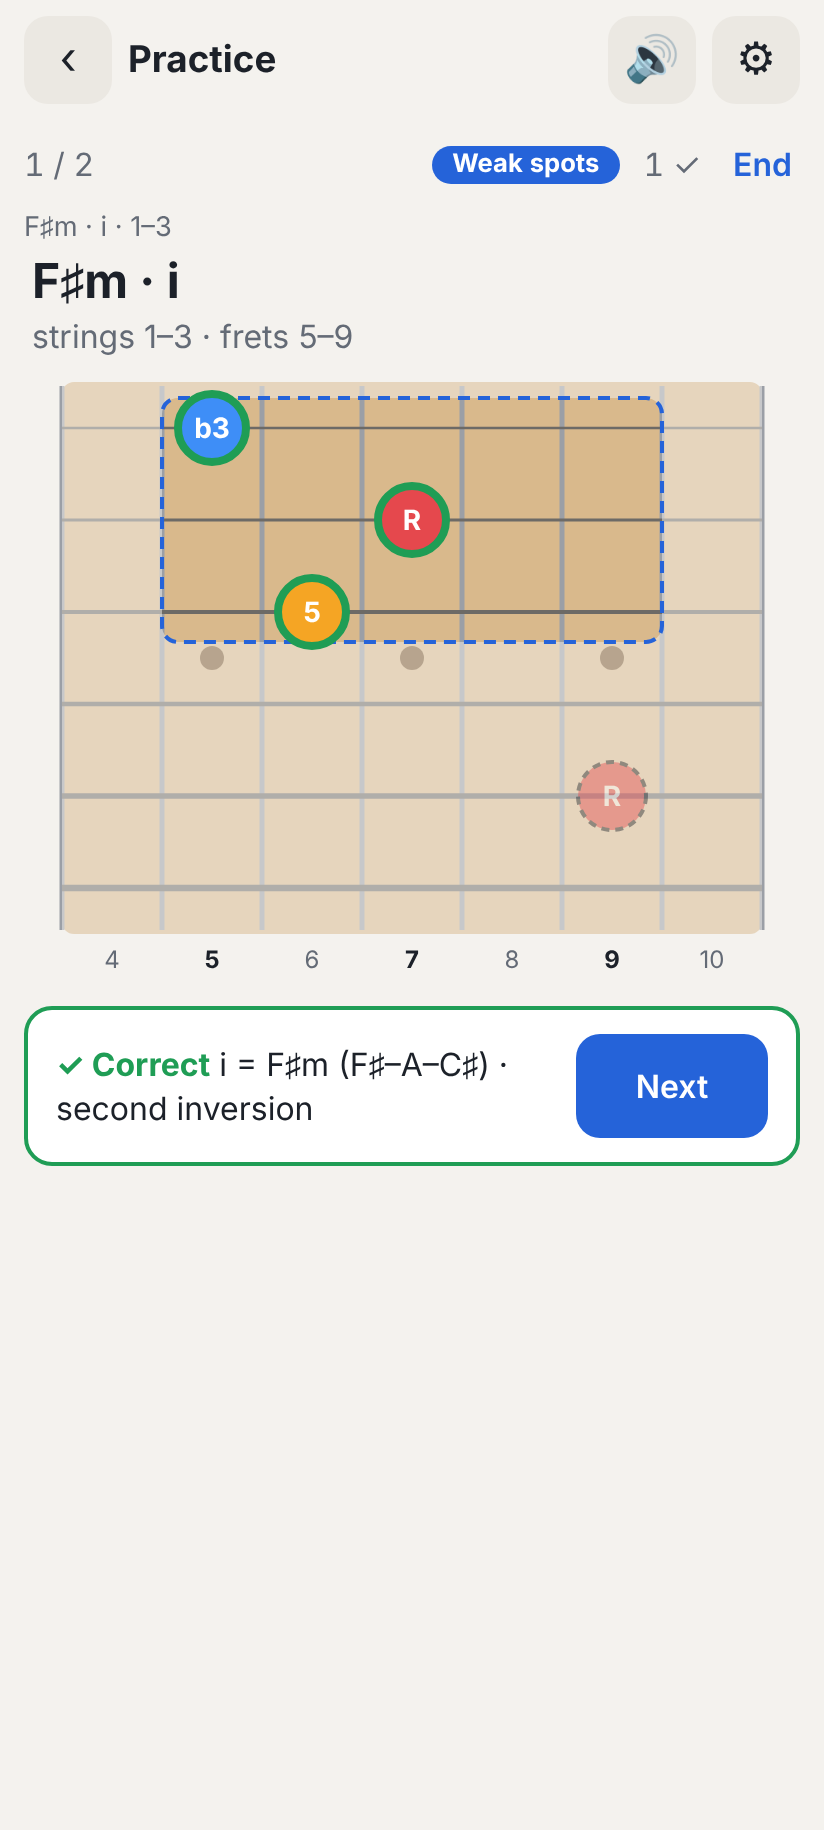 ‹ Practice
1 / 2 Weak spots 1 ✓ End
F♯m · i · 1–3
F♯m · i
strings 1–3 · frets 5–9
b3
R
5
R
4 5 6 7 8 9 10
✓ Correct i = F♯m (F♯–A–C♯) ·
second inversion
Next